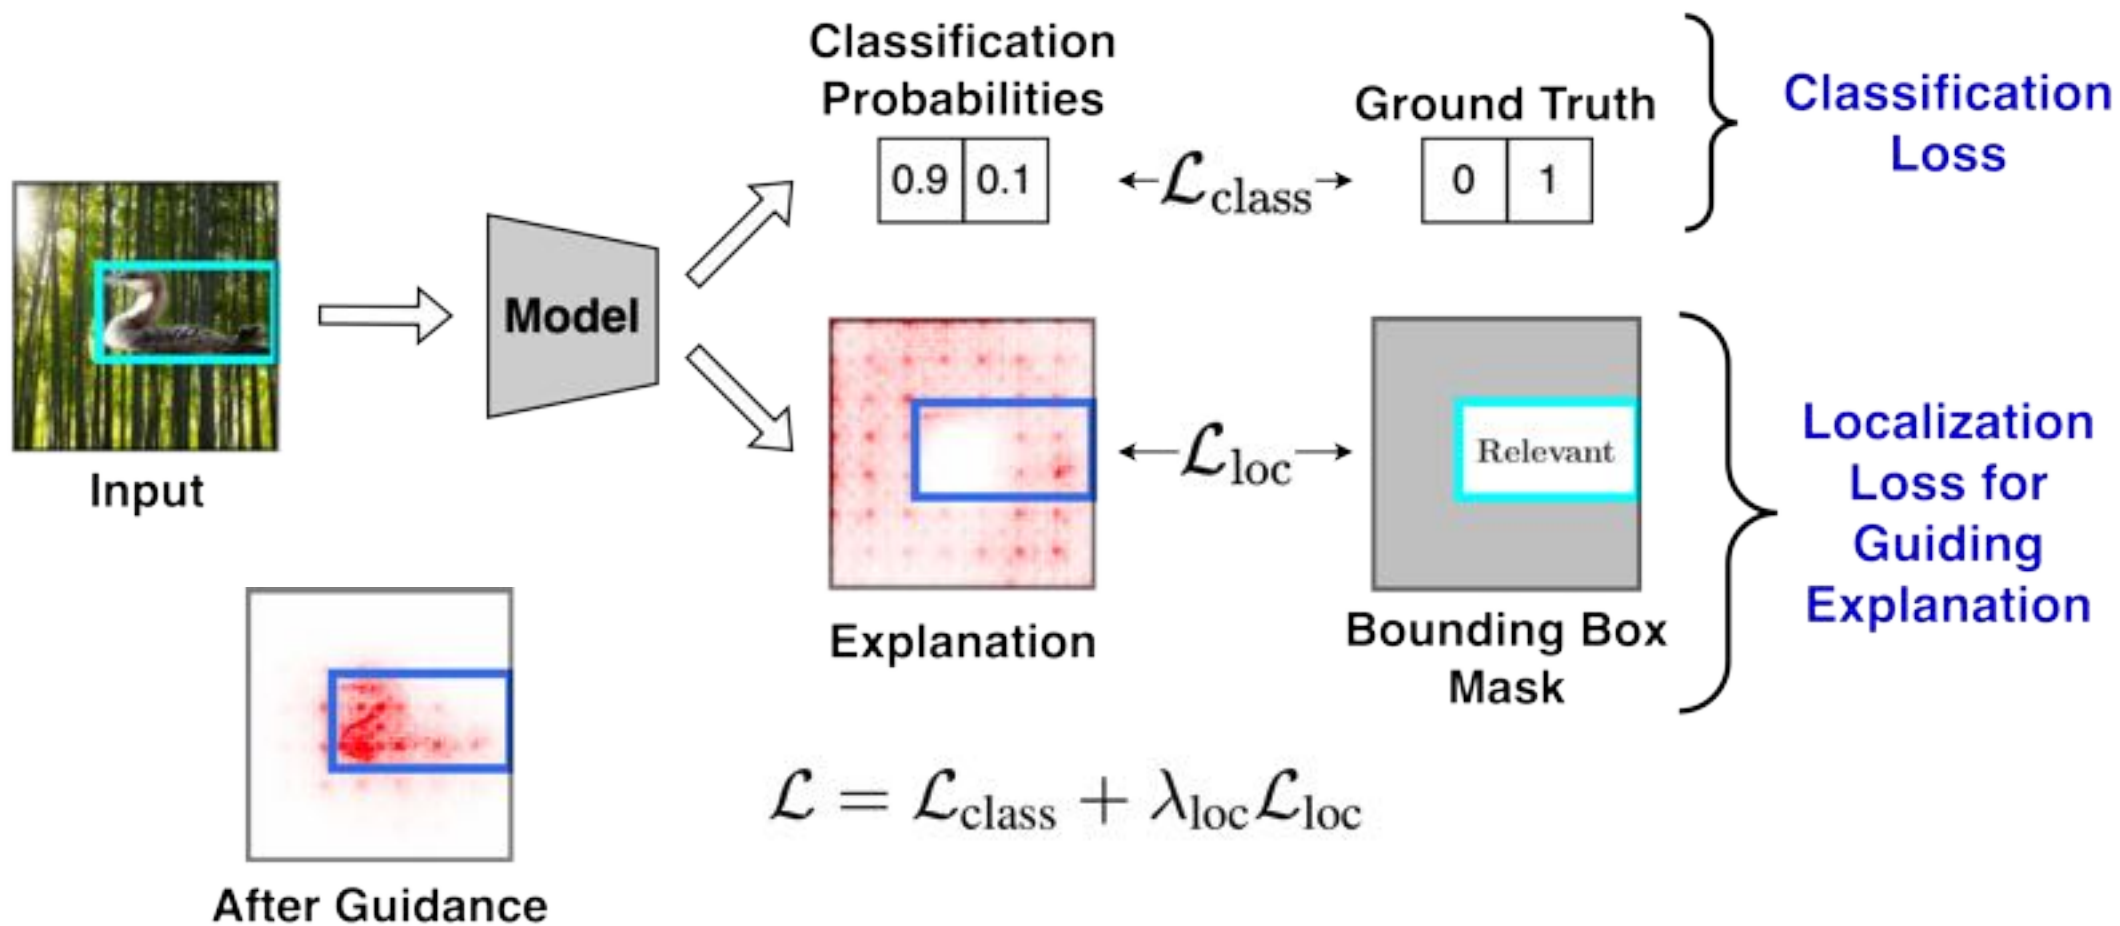 Classification
Probabilities
0.9 0.1
ℒclass
Ground Truth
0 1
Classification
Loss
Input
Model
Explanation
ℒloc
Relevant
Bounding Box
Mask
Localization
Loss for
Guiding
Explanation
After Guidance
ℒ = ℒclass + λlocℒloc